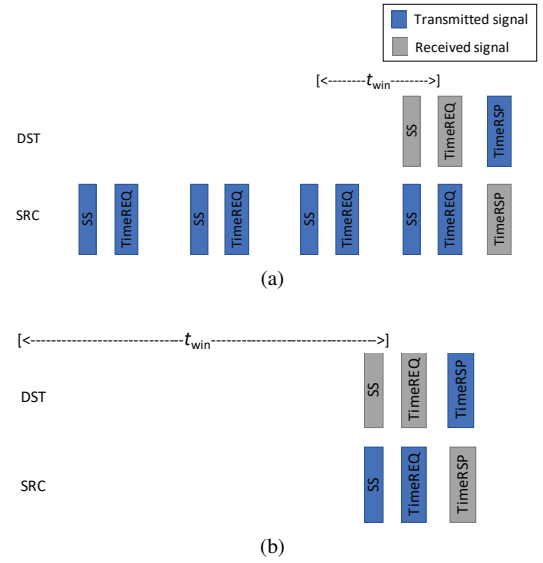 Transmitted signal
Received signal
[<--------twin-------->]
DST
SS
TimeREQ
TimeRSP
SRC
SS
TimeREQ
SS
TimeREQ
SS
TimeREQ
SS
TimeREQ
TimeRSP
(a)
[<-----------------------------twin------------------------------->]
DST
SS
TimeREQ
TimeRSP
SRC
SS
TimeREQ
TimeRSP
(b)